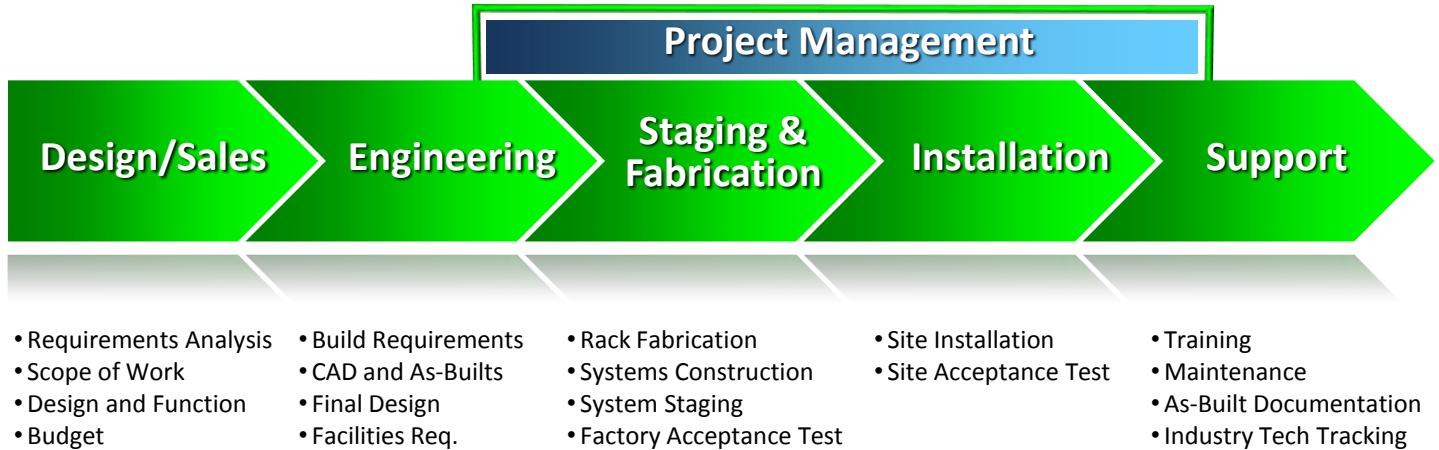 Project Management
Design/Sales
Engineering
Staging &
Fabrication
Installation
Support
• Requirements Analysis
• Scope of Work
• Design and Function
• Budget
• Build Requirements
• CAD and As-Builts
• Final Design
• Facilities Req.
• Rack Fabrication
• Systems Construction
• System Staging
• Factory Acceptance Test
• Site Installation
• Site Acceptance Test
• Training
• Maintenance
• As-Built Documentation
• Industry Tech Tracking